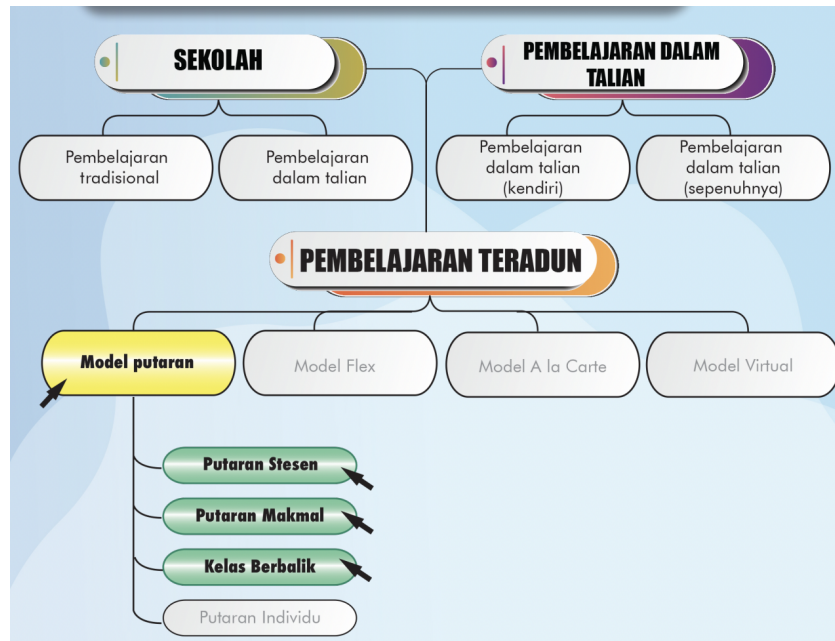 SEKOLAH
PEMBELAJARAN DALAM
TALIAN
Pembelajaran
tradisional
Pembelajaran
dalam talian
Pembelajaran
dalam talian
(kendiri)
Pembelajaran
dalam talian
(sepenuhnya)
PEMBELAJARAN TERADUN
Model putaran
Model Flex
Model A la Carte
Model Virtual
Putaran Stesen
Putaran Makmal
Kelas Berbalik
Putaran Individu